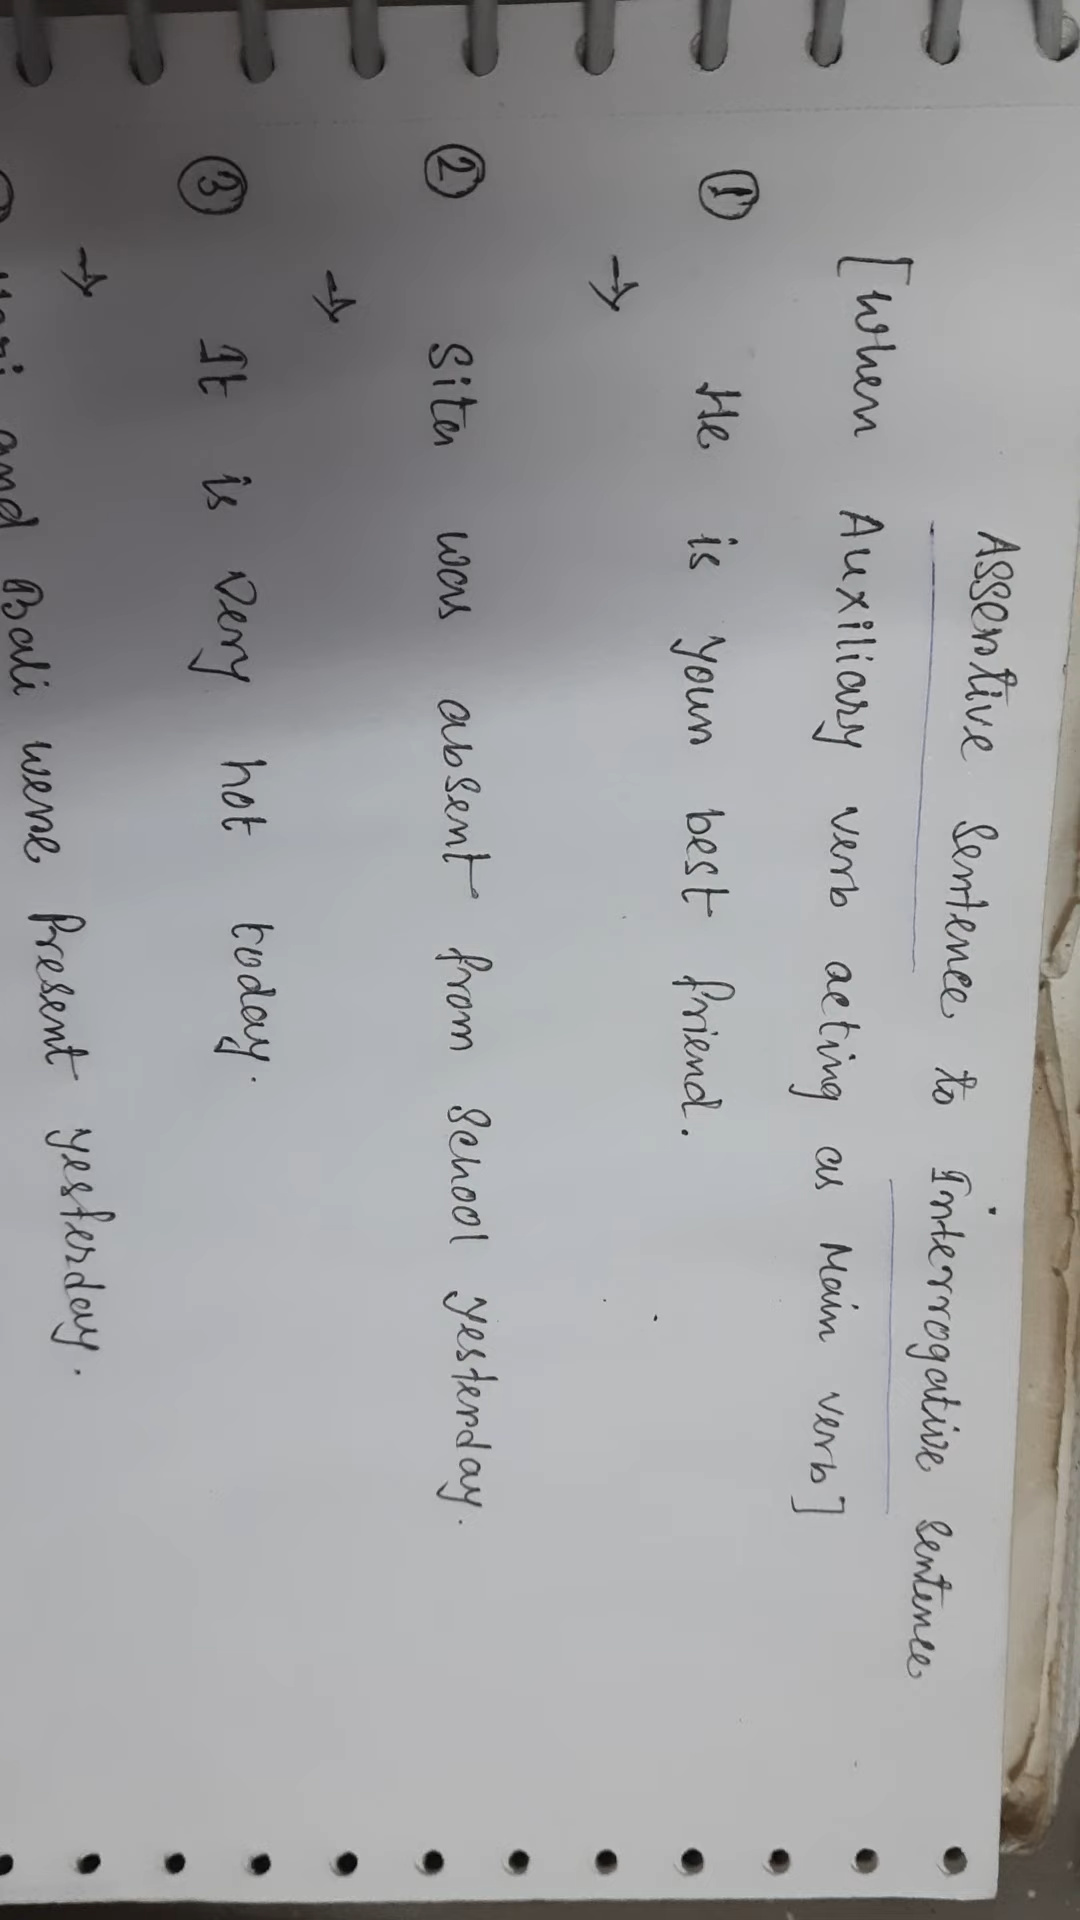 Assertive Sentence to Interrogative Sentence
[When Auxiliary verb acting as Main verb]
① He is your best friend.
→
② Sita was absent from School yesterday.
→
③ It is very hot today.
→
and Bali were Present yesterday.